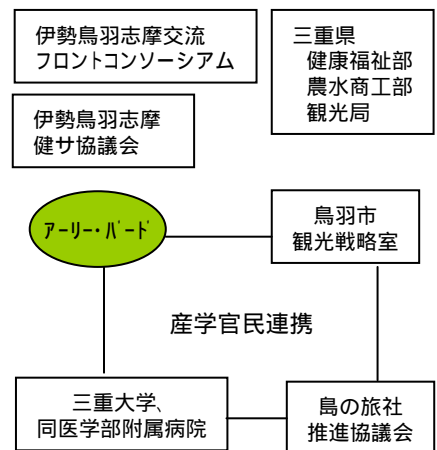 伊勢鳥羽志摩交流
フロントコンソーシアム
三重県
健康福祉部
農水商工部
観光局
伊勢鳥羽志摩
健サ協議会
ｱｰﾘｰ・ﾊﾞｰﾄﾞ
鳥羽市
観光戦略室
産学官民連携
三重大学、
同医学部附属病院
島の旅社
推進協議会